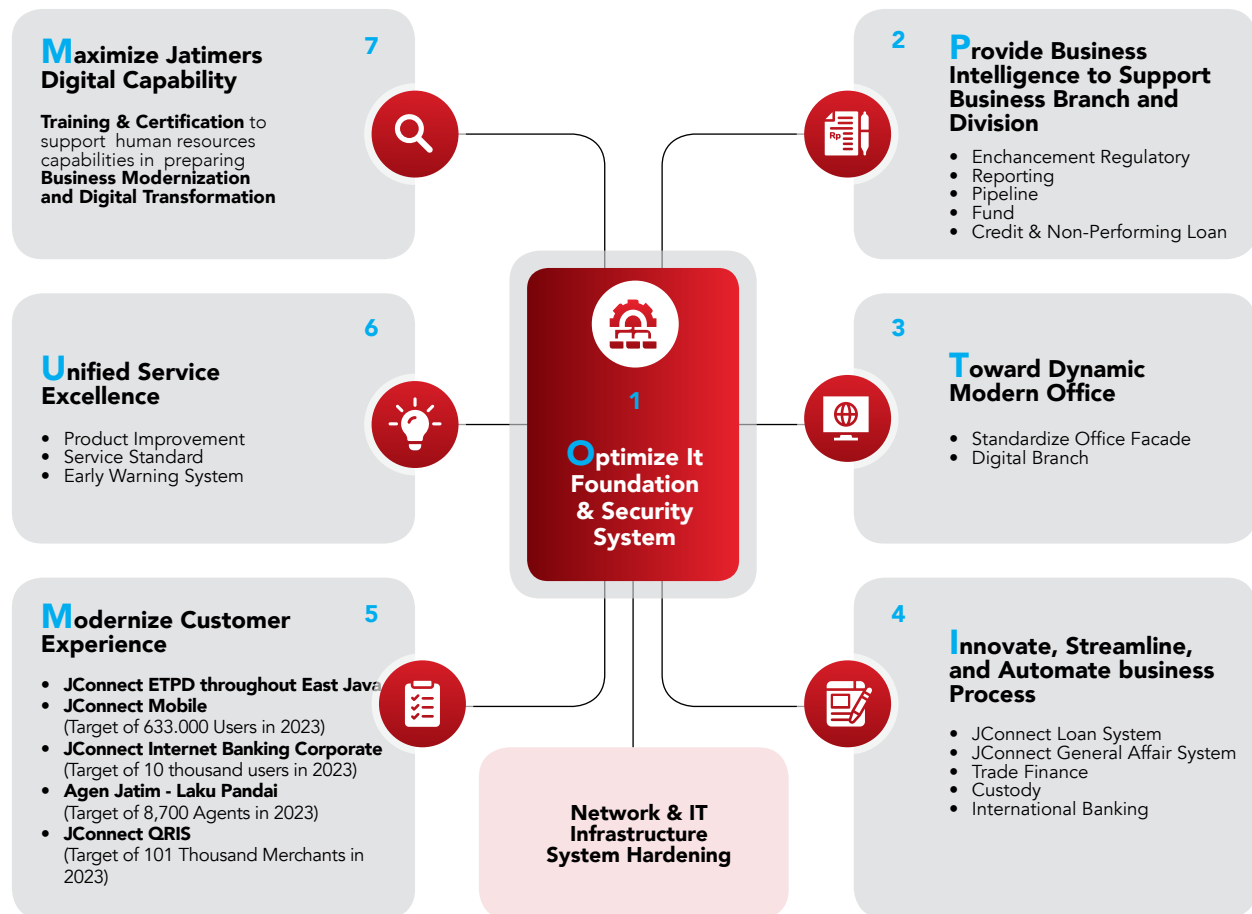 7
Maximize Jatimers
Digital Capability
Training & Certification to
support human resources
capabilities in preparing
Business Modernization
and Digital Transformation
2
Provide Business
Intelligence to Support
Business Branch and
Division
• Enchancement Regulatory
• Reporting
• Pipeline
• Fund
• Credit & Non-Performing Loan
Rp
6
Unified Service
Excellence
• Product Improvement
• Service Standard
• Early Warning System
1
Optimize It
Foundation
& Security
System
3
Toward Dynamic
Modern Office
• Standardize Office Facade
• Digital Branch
5
Modernize Customer
Experience
• JConnect ETPD throughout East Java
• JConnect Mobile
(Target of 633.000 Users in 2023)
• JConnect Internet Banking Corporate
(Target of 10 thousand users in 2023)
• Agen Jatim - Laku Pandai
(Target of 8,700 Agents in 2023)
• JConnect QRIS
(Target of 101 Thousand Merchants in
2023)
Network & IT
Infrastructure
System Hardening
4
Innovate, Streamline,
and Automate business
Process
• JConnect Loan System
• JConnect General Affair System
• Trade Finance
• Custody
• International Banking